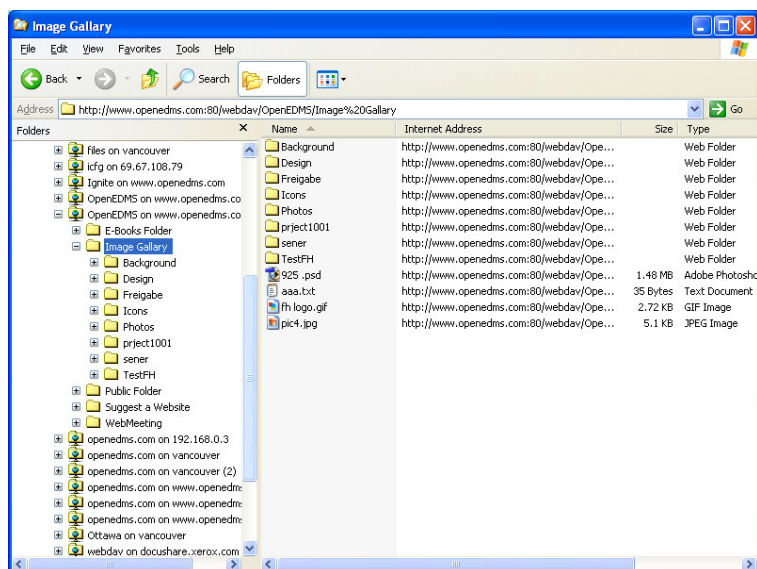 Image Gallary
File Edit View Favorites Tools Help
Back Search Folders
Address http://www.openedms.com:80/webdav/OpenEDMS/Image%20Gallary Go
Folders
files on vancouver
icfg on 69.67.108.79
Ignite on www.openedms.com
OpenEDMS on www.openedms.co
OpenEDMS on www.openedms.co
E-Books Folder
Image Gallary
Background
Design
Freigabe
Icons
Photos
prject1001
sener
TestFH
Public Folder
Suggest a Website
WebMeeting
openedms.com on 192.168.0.3
openedms.com on vancouver
openedms.com on vancouver (2)
openedms.com on www.openedm
openedms.com on www.openedm
openedms.com on www.openedm
Ottawa on vancouver
webdav on docushare.xerox.com
Name Internet Address Size Type
Background http://www.openedms.com:80/webdav/Ope... Web Folder
Design http://www.openedms.com:80/webdav/Ope... Web Folder
Freigabe http://www.openedms.com:80/webdav/Ope... Web Folder
Icons http://www.openedms.com:80/webdav/Ope... Web Folder
Photos http://www.openedms.com:80/webdav/Ope... Web Folder
prject1001 http://www.openedms.com:80/webdav/Ope... Web Folder
sener http://www.openedms.com:80/webdav/Ope... Web Folder
TestFH http://www.openedms.com:80/webdav/Ope... Web Folder
925 .psd http://www.openedms.com:80/webdav/Ope... 1.48 MB Adobe Photosho
aaa.txt http://www.openedms.com:80/webdav/Ope... 35 Bytes Text Document
fh logo.gif http://www.openedms.com:80/webdav/Ope... 2.72 KB GIF Image
pic4.jpg http://www.openedms.com:80/webdav/Ope... 5.1 KB JPEG Image